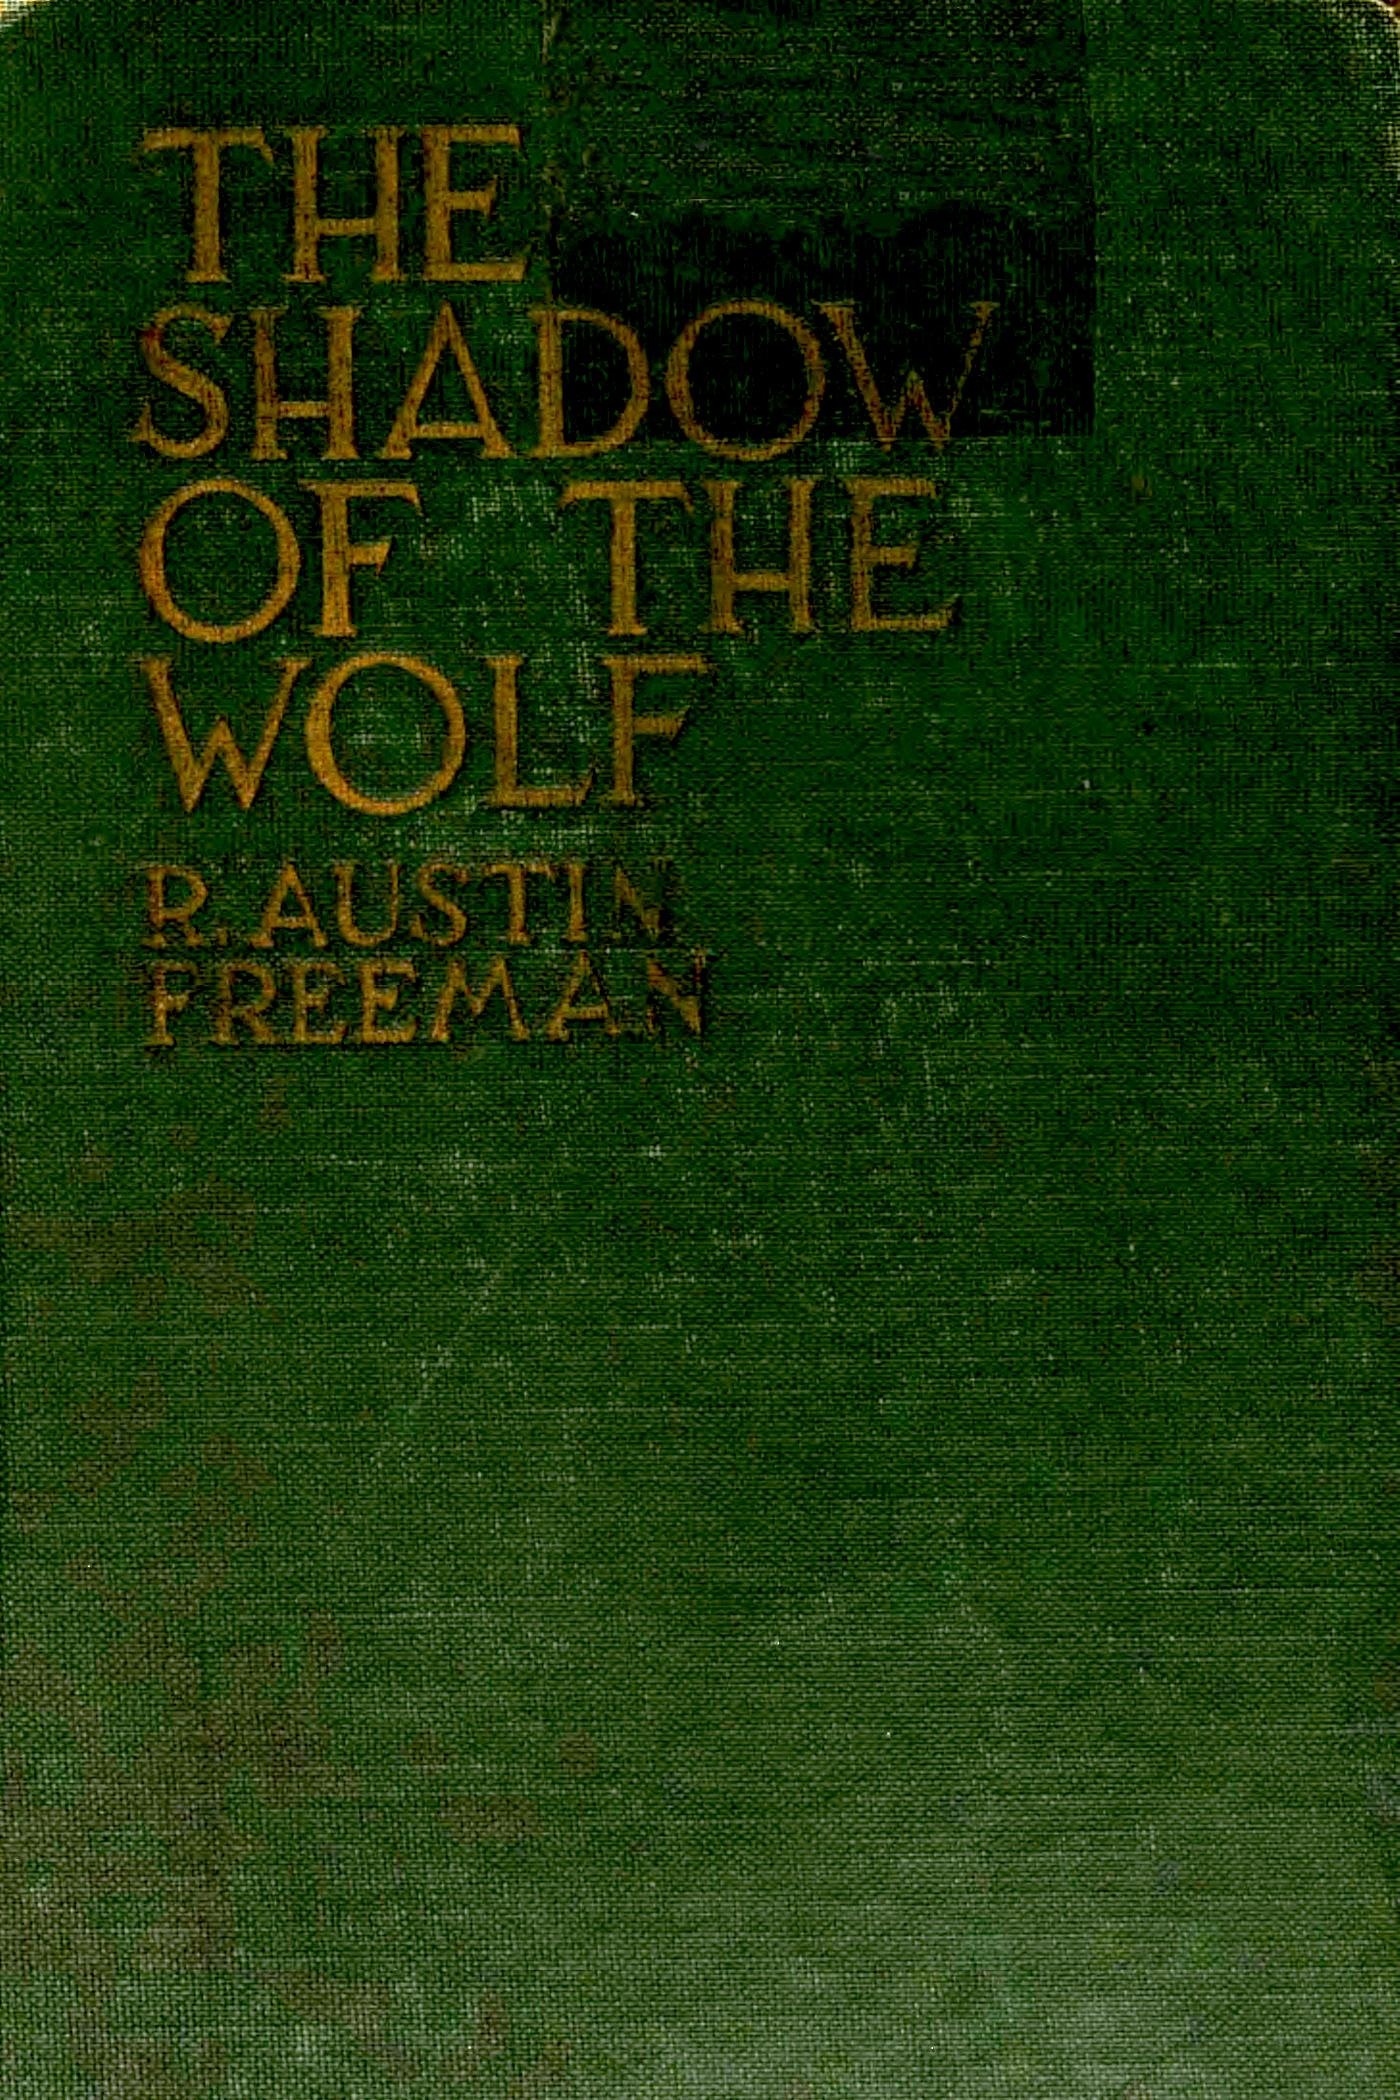 THE
SHADOW
OF THE
WOLF
R. AUSTIN
FREEMAN